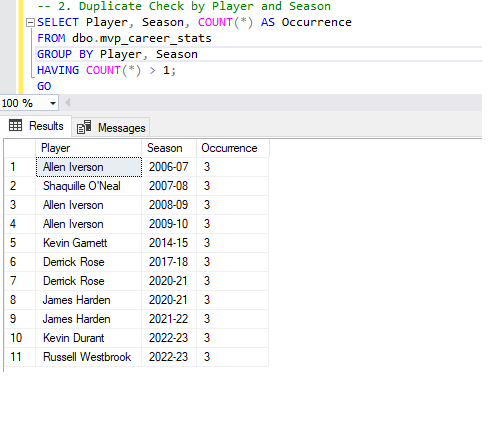 -- 2. Duplicate Check by Player and Season
SELECT Player, Season, COUNT(*) AS Occurrence
FROM dbo.mvp_career_stats
GROUP BY Player, Season
HAVING COUNT(*) > 1;
GO
100 %
Results Messages
Player Season Occurrence
1 Allen Iverson 2006-07 3
2 Shaquille O'Neal 2007-08 3
3 Allen Iverson 2008-09 3
4 Allen Iverson 2009-10 3
5 Kevin Garnett 2014-15 3
6 Derrick Rose 2017-18 3
7 Derrick Rose 2020-21 3
8 James Harden 2020-21 3
9 James Harden 2021-22 3
10 Kevin Durant 2022-23 3
11 Russell Westbrook 2022-23 3